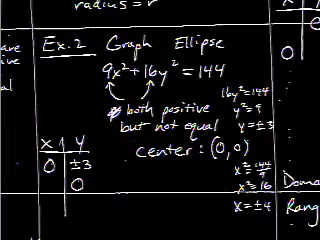 radius = r
Ex. 2 Graph Ellipse
9x² + 16y² = 144
both positive
but not equal
center: (0, 0)
16y² = 144
y² = 9
y = ±3
x² = 144/9
x² = 16
x = ±4
x | y
0 | ±3
| 0
are
ive
al
0
Doma
Rang